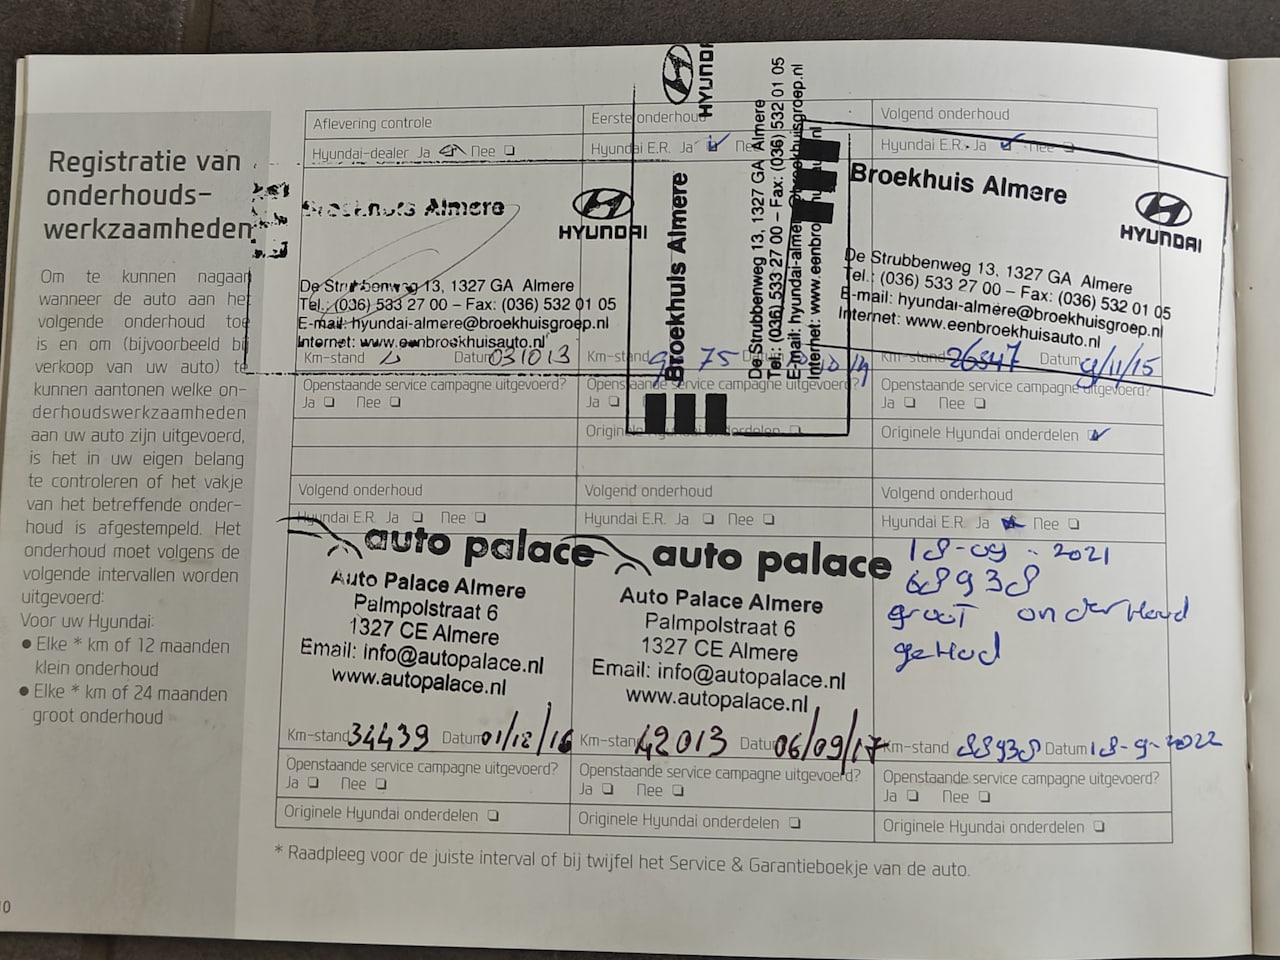 Registratie van
onderhouds-
werkzaamheden
Om te kunnen nagaan
wanneer de auto aan het
volgende onderhoud toe
is en om (bijvoorbeeld bij
verkoop van uw auto) te
kunnen aantonen welke on-
derhoudswerkzaamheden
aan uw auto zijn uitgevoerd,
is het in uw eigen belang
te controleren of het vakje
van het betreffende onder-
houd is afgestempeld. Het
onderhoud moet volgens de
volgende intervallen worden
uitgevoerd:
Voor uw Hyundai:
• Elke * km of 12 maanden
klein onderhoud
• Elke * km of 24 maanden
groot onderhoud
10
Aflevering controle
Hyundai-dealer Ja Nee
Broekhuis Almere
HYUNDAI
De Strubbenweg 13, 1327 GA Almere
Tel.: (036) 533 27 00 – Fax: (036) 532 01 05
E-mail: hyundai-almere@broekhuisgroep.nl
Internet: www.eenbroekhuisauto.nl
Km-stand Datum 031013
Openstaande service campagne uitgevoerd?
Ja Nee
Eerste onderhoud
Hyundai E.R. Ja Nee
HYUNDAI
Broekhuis Almere
De Strubbenweg 13, 1327 GA Almere
Tel.: (036) 533 27 00 – Fax: (036) 532 01 05
E-mail: hyundai-almere@broekhuisgroep.nl
Internet: www.eenbroekhuisauto.nl
Km-stand 75 Datum
Openstaande service campagne uitgevoerd?
Ja
Originele Hyundai onderdelen
Volgend onderhoud
Hyundai E.R. Ja Nee
Broekhuis Almere
HYUNDAI
De Strubbenweg 13, 1327 GA Almere
Tel.: (036) 533 27 00 – Fax: (036) 532 01 05
E-mail: hyundai-almere@broekhuisgroep.nl
Internet: www.eenbroekhuisauto.nl
Km-stand 26347 Datum 9/11/15
Openstaande service campagne uitgevoerd?
Ja Nee
Originele Hyundai onderdelen
Volgend onderhoud
Hyundai E.R. Ja Nee
auto palace
Auto Palace Almere
Palmpolstraat 6
1327 CE Almere
Email: info@autopalace.nl
www.autopalace.nl
Km-stand 34439 Datum 01/12/16
Openstaande service campagne uitgevoerd?
Ja Nee
Originele Hyundai onderdelen
Volgend onderhoud
Hyundai E.R. Ja Nee
auto palace
Auto Palace Almere
Palmpolstraat 6
1327 CE Almere
Email: info@autopalace.nl
www.autopalace.nl
Km-stand 42013 Datum 06/09/17
Openstaande service campagne uitgevoerd?
Ja Nee
Originele Hyundai onderdelen
Volgend onderhoud
Hyundai E.R. Ja Nee
18-09-2021
68938
groot onderhoud
gehad
Km-stand 88938 Datum 18-9-2022
Openstaande service campagne uitgevoerd?
Ja Nee
Originele Hyundai onderdelen
* Raadpleeg voor de juiste interval of bij twijfel het Service & Garantieboekje van de auto.